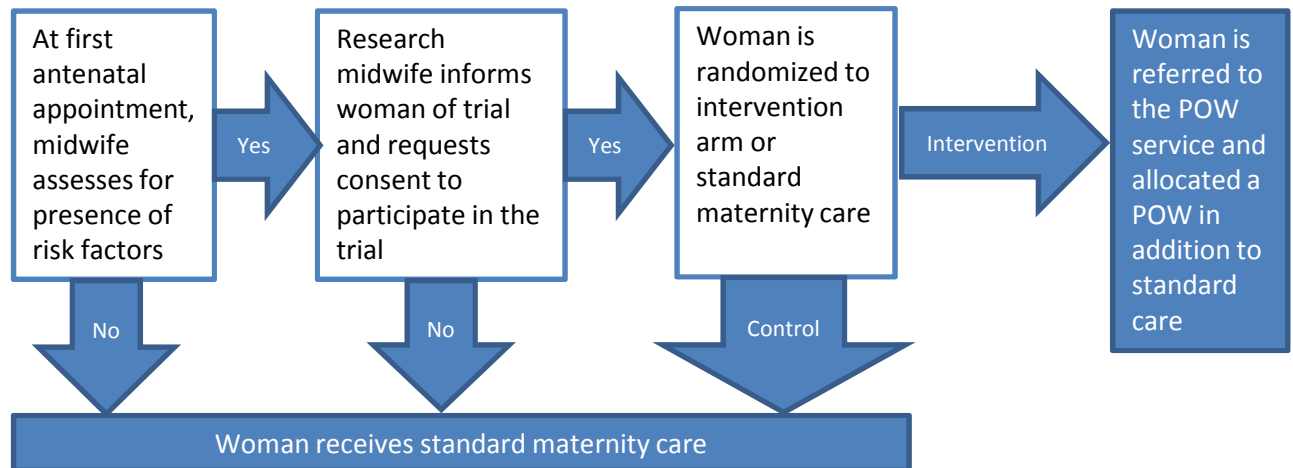 At first
antenatal
appointment,
midwife
assesses for
presence of
risk factors
Yes
Research
midwife informs
woman of trial
and requests
consent to
participate in the
trial
Yes
Woman is
randomized to
intervention
arm or
standard
maternity care
Intervention
Woman is
referred to
the POW
service and
allocated a
POW in
addition to
standard
care
No
No
Control
Woman receives standard maternity care